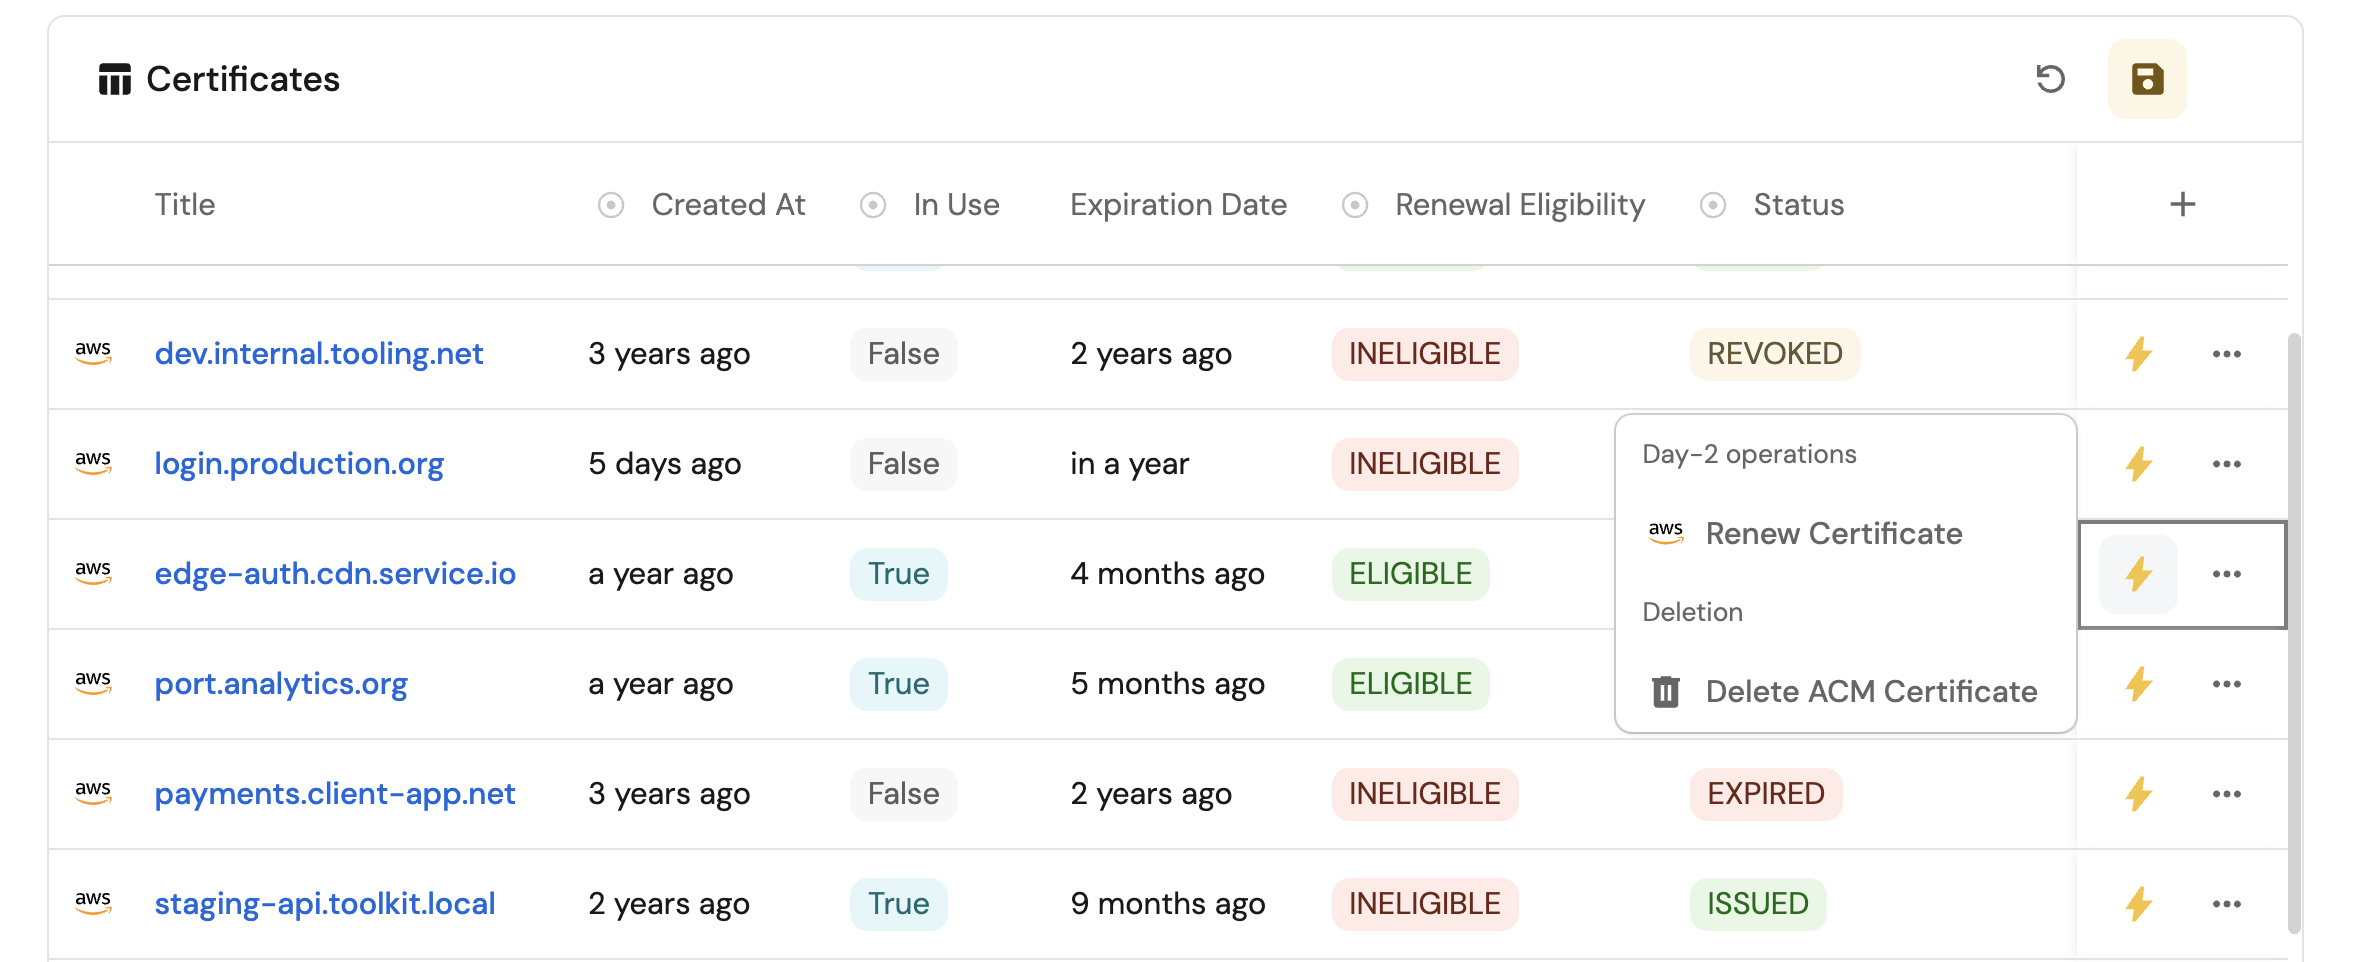 Certificates
Title Created At In Use Expiration Date Renewal Eligibility Status +
aws dev.internal.tooling.net 3 years ago False 2 years ago INELIGIBLE REVOKED
aws login.production.org 5 days ago False in a year INELIGIBLE
Day-2 operations
aws Renew Certificate
aws edge-auth.cdn.service.io a year ago True 4 months ago ELIGIBLE
Deletion
aws port.analytics.org a year ago True 5 months ago ELIGIBLE
Delete ACM Certificate
aws payments.client-app.net 3 years ago False 2 years ago INELIGIBLE EXPIRED
aws staging-api.toolkit.local 2 years ago True 9 months ago INELIGIBLE ISSUED